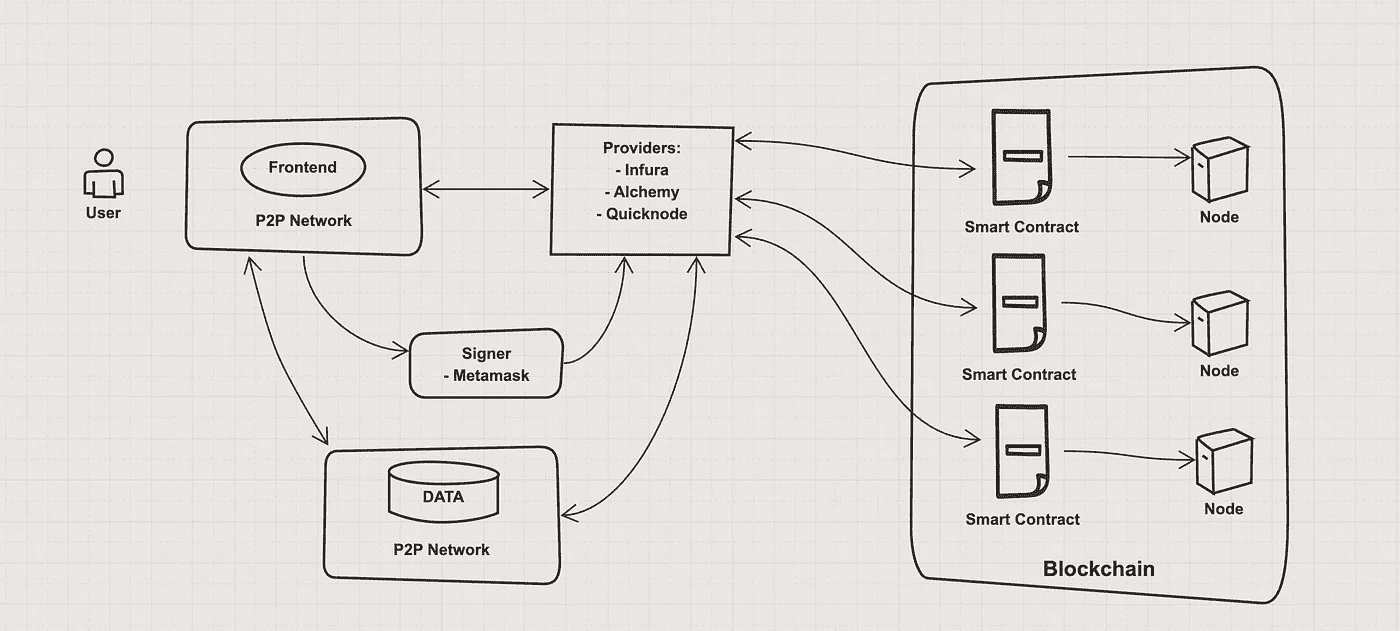 User
Frontend
P2P Network
Providers:
- Infura
- Alchemy
- Quicknode
Signer
- Metamask
DATA
P2P Network
Smart Contract
Node
Smart Contract
Node
Smart Contract
Node
Blockchain